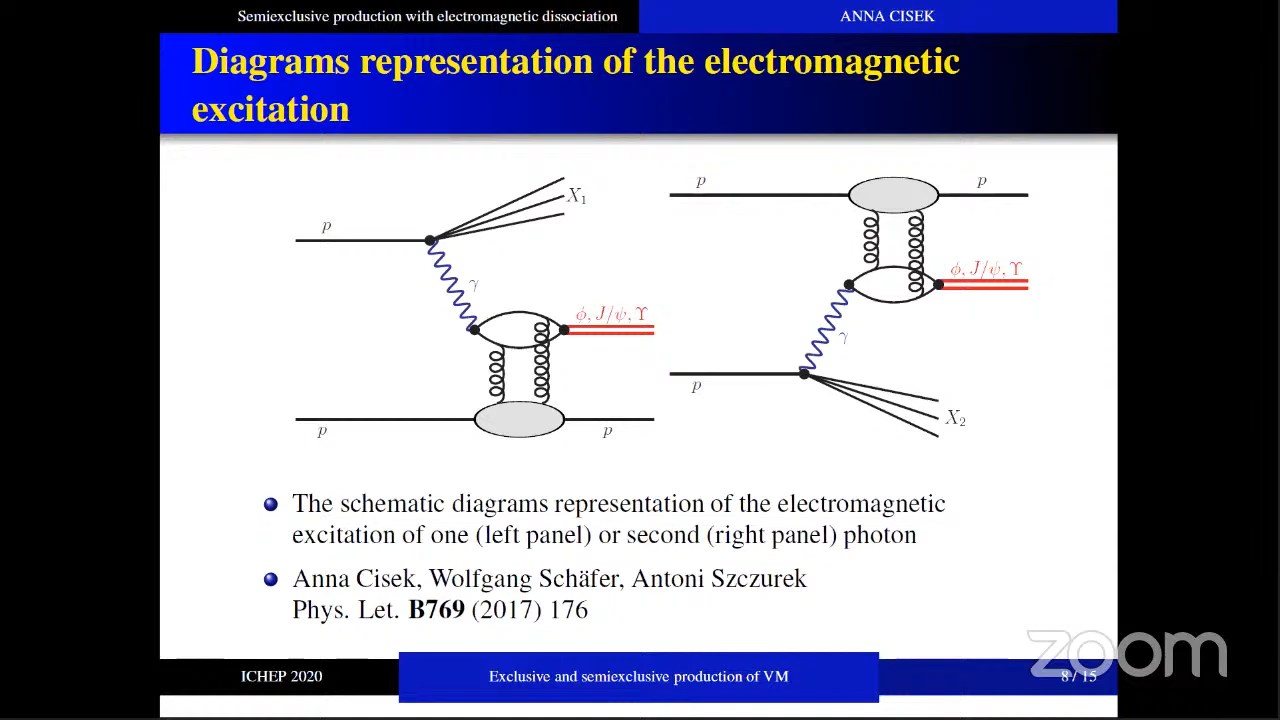 Semiexclusive production with electromagnetic dissociation
ANNA CISEK
Diagrams representation of the electromagnetic
excitation
p
X₁
γ
ϕ, J/ψ, Υ
p
p
p
p
ϕ, J/ψ, Υ
γ
p
X₂
The schematic diagrams representation of the electromagnetic
excitation of one (left panel) or second (right panel) photon
Anna Cisek, Wolfgang Schäfer, Antoni Szczurek
Phys. Let. B769 (2017) 176
zoom
ICHEP 2020
Exclusive and semiexclusive production of VM
8 / 15